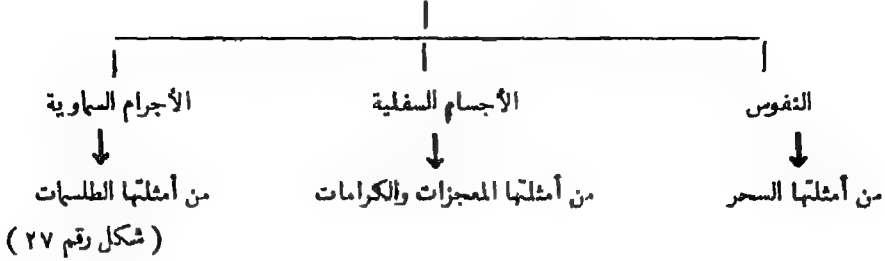 النفوس
الأجسام السفلية
الأجرام السماوية
من أمثلتها السحر
من أمثلتها المعجزات والكرامات
من أمثلتها الطلسمات
( شكل رقم ٢٧ )